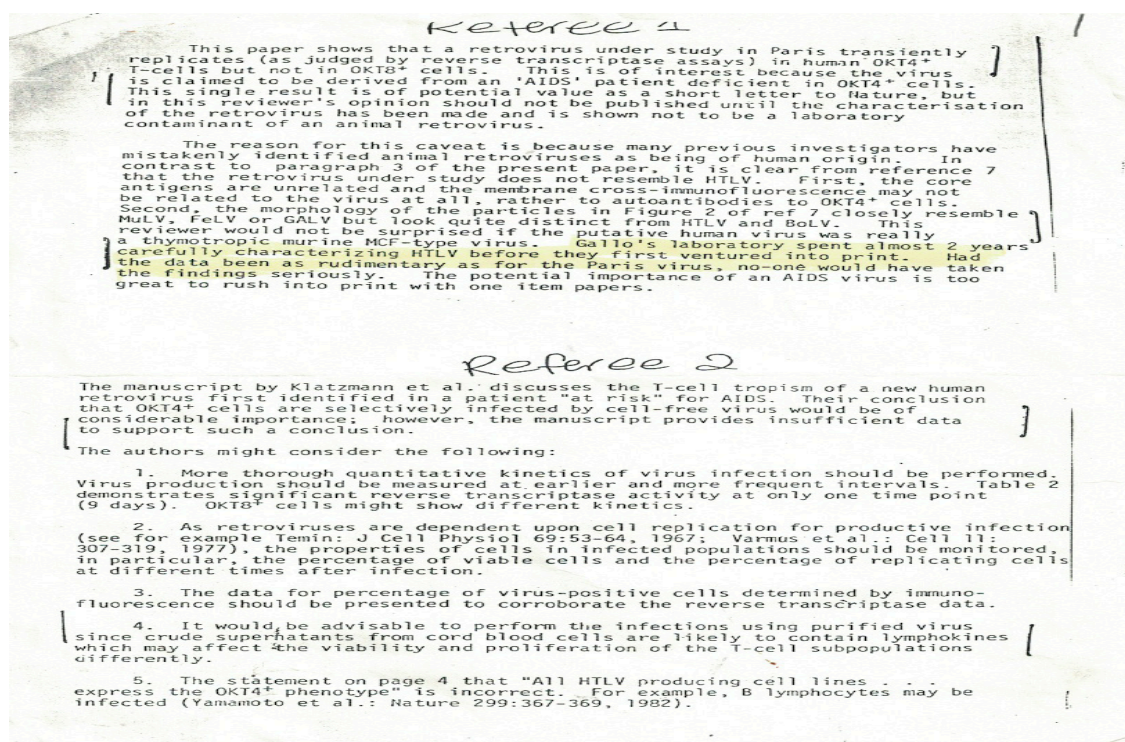 Referee 1
This paper shows that a retrovirus under study in Paris transiently
replicates (as judged by reverse transcriptase assays) in human OKT4+
T-cells but not in OKT8+ cells. This is of interest because the virus
is claimed to be derived from an 'AIDS' patient deficient in OKT4+ cells.
This single result is of potential value as a short letter to Nature, but
in this reviewer's opinion should not be published until the characterisation
of the retrovirus has been made and is shown not to be a laboratory
contaminant of an animal retrovirus.
The reason for this caveat is because many previous investigators have
mistakenly identified animal retroviruses as being of human origin. In
contrast to paragraph 3 of the present paper, it is clear from reference 7
that the retrovirus under study does not resemble HTLV. First, the core
antigens are unrelated and the membrane cross-immunofluorescence may not
be related to the virus at all, rather to autoantibodies to OKT4+ cells.
Second, the morphology of the particles in Figure 2 of ref 7 closely resemble
MuLV, FeLV or GALV but look quite distinct from HTLV and BoLV. This
reviewer would not be surprised if the putative human virus was really
a thymotropic murine MCF-type virus. Gallo's laboratory spent almost 2 years
carefully characterizing HTLV before they first ventured into print. Had
the data been as rudimentary as for the Paris virus, no-one would have taken
the findings seriously. The potential importance of an AIDS virus is too
great to rush into print with one item papers.
Referee 2
The manuscript by Klatzmann et al. discusses the T-cell tropism of a new human
retrovirus first identified in a patient "at risk" for AIDS. Their conclusion
that OKT4+ cells are selectively infected by cell-free virus would be of
considerable importance; however, the manuscript provides insufficient data
to support such a conclusion.
The authors might consider the following:
1. More thorough quantitative kinetics of virus infection should be performed.
Virus production should be measured at earlier and more frequent intervals. Table 2
demonstrates significant reverse transcriptase activity at only one time point
(9 days). OKT8+ cells might show different kinetics.
2. As retroviruses are dependent upon cell replication for productive infection
(see for example Temin: J Cell Physiol 69:53-64, 1967; Varmus et al.: Cell 11:
307-319, 1977), the properties of cells in infected populations should be monitored,
in particular, the percentage of viable cells and the percentage of replicating cells
at different times after infection.
3. The data for percentage of virus-positive cells determined by immuno-
fluorescence should be presented to corroborate the reverse transcriptase data.
4. It would be advisable to perform the infections using purified virus
since crude supernatants from cord blood cells are likely to contain lymphokines
which may affect the viability and proliferation of the T-cell subpopulations
differently.
5. The statement on page 4 that "All HTLV producing cell lines . . .
express the OKT4+ phenotype" is incorrect. For example, B lymphocytes may be
infected (Yamamoto et al.: Nature 299:367-369, 1982).